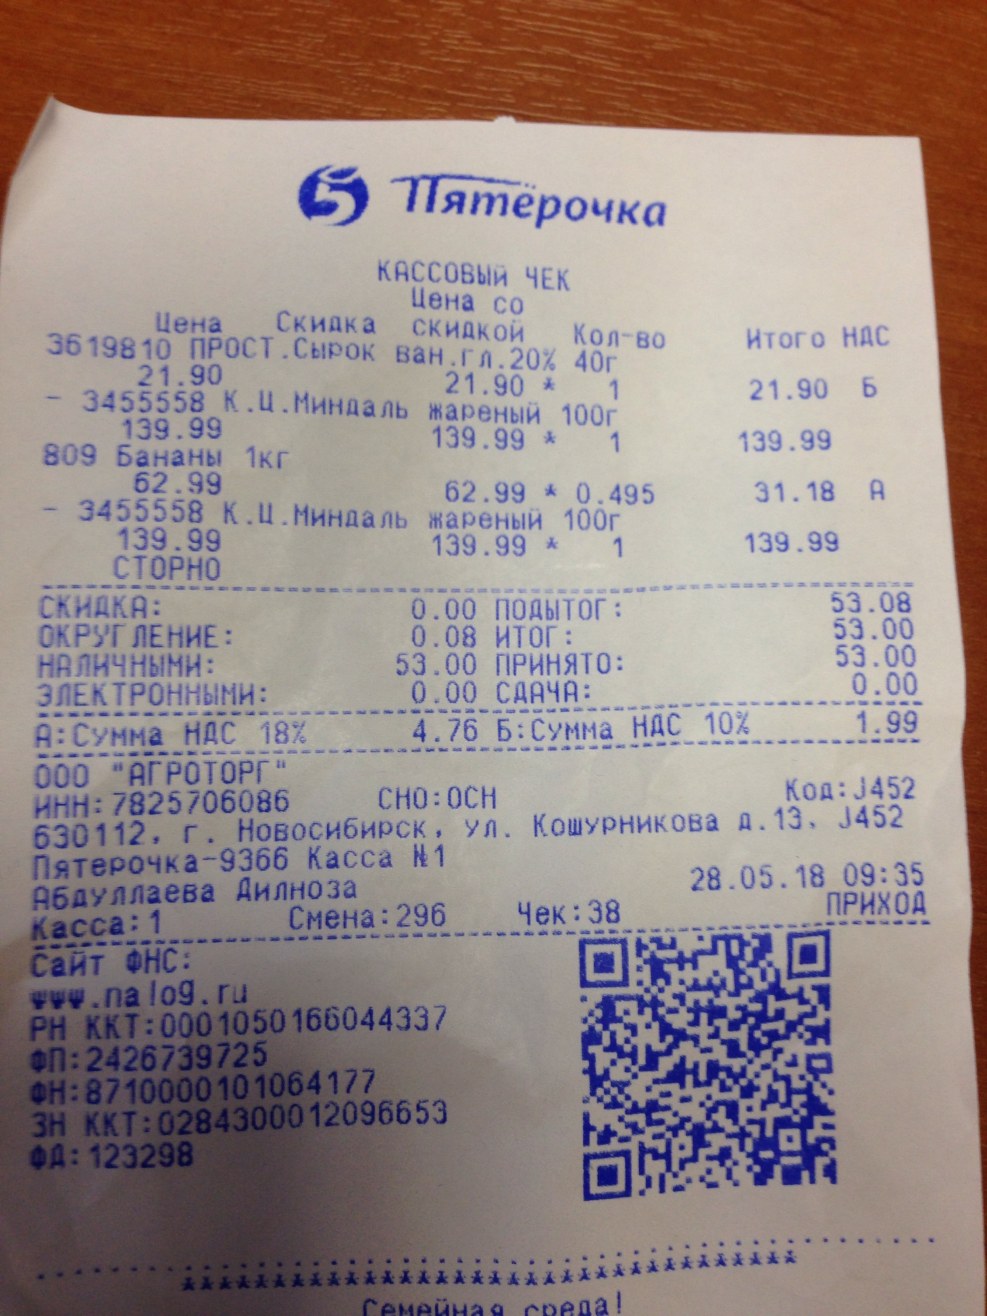 5 Пятёрочка
КАССОВЫЙ ЧЕК
Цена со
Цена Скидка скидкой Кол-во Итого НДС
3619810 ПРОСТ.Сырок ван.гл.20% 40г
21.90 21.90 * 1 21.90 Б
- 3455558 К.Ц.Миндаль жареный 100г
139.99 139.99 * 1 139.99
809 Бананы 1кг
62.99 62.99 * 0.495 31.18 А
- 3455558 К.Ц.Миндаль жареный 100г
139.99 139.99 * 1 139.99
СТОРНО
СКИДКА: 0.00 ПОДЫТОГ: 53.08
ОКРУГЛЕНИЕ: 0.08 ИТОГ: 53.00
НАЛИЧНЫМИ: 53.00 ПРИНЯТО: 53.00
ЭЛЕКТРОННЫМИ: 0.00 СДАЧА: 0.00
А:Сумма НДС 18% 4.76 Б:Сумма НДС 10% 1.99
ООО "АГРОТОРГ"
ИНН:7825706086 СНО:ОСН Код:J452
630112, г. Новосибирск, ул. Кошурникова д.13, J452
Пятерочка-9366 Касса №1
Абдуллаева Дилноза 28.05.18 09:35
Касса:1 Смена:296 Чек:38 ПРИХОД
Сайт ФНС:
www.nalog.ru
РН ККТ:0001050166044337
ФП:2426739725
ФН:8710000101064177
ЗН ККТ:0284300012096653
ФД:123298
Семейная среда!